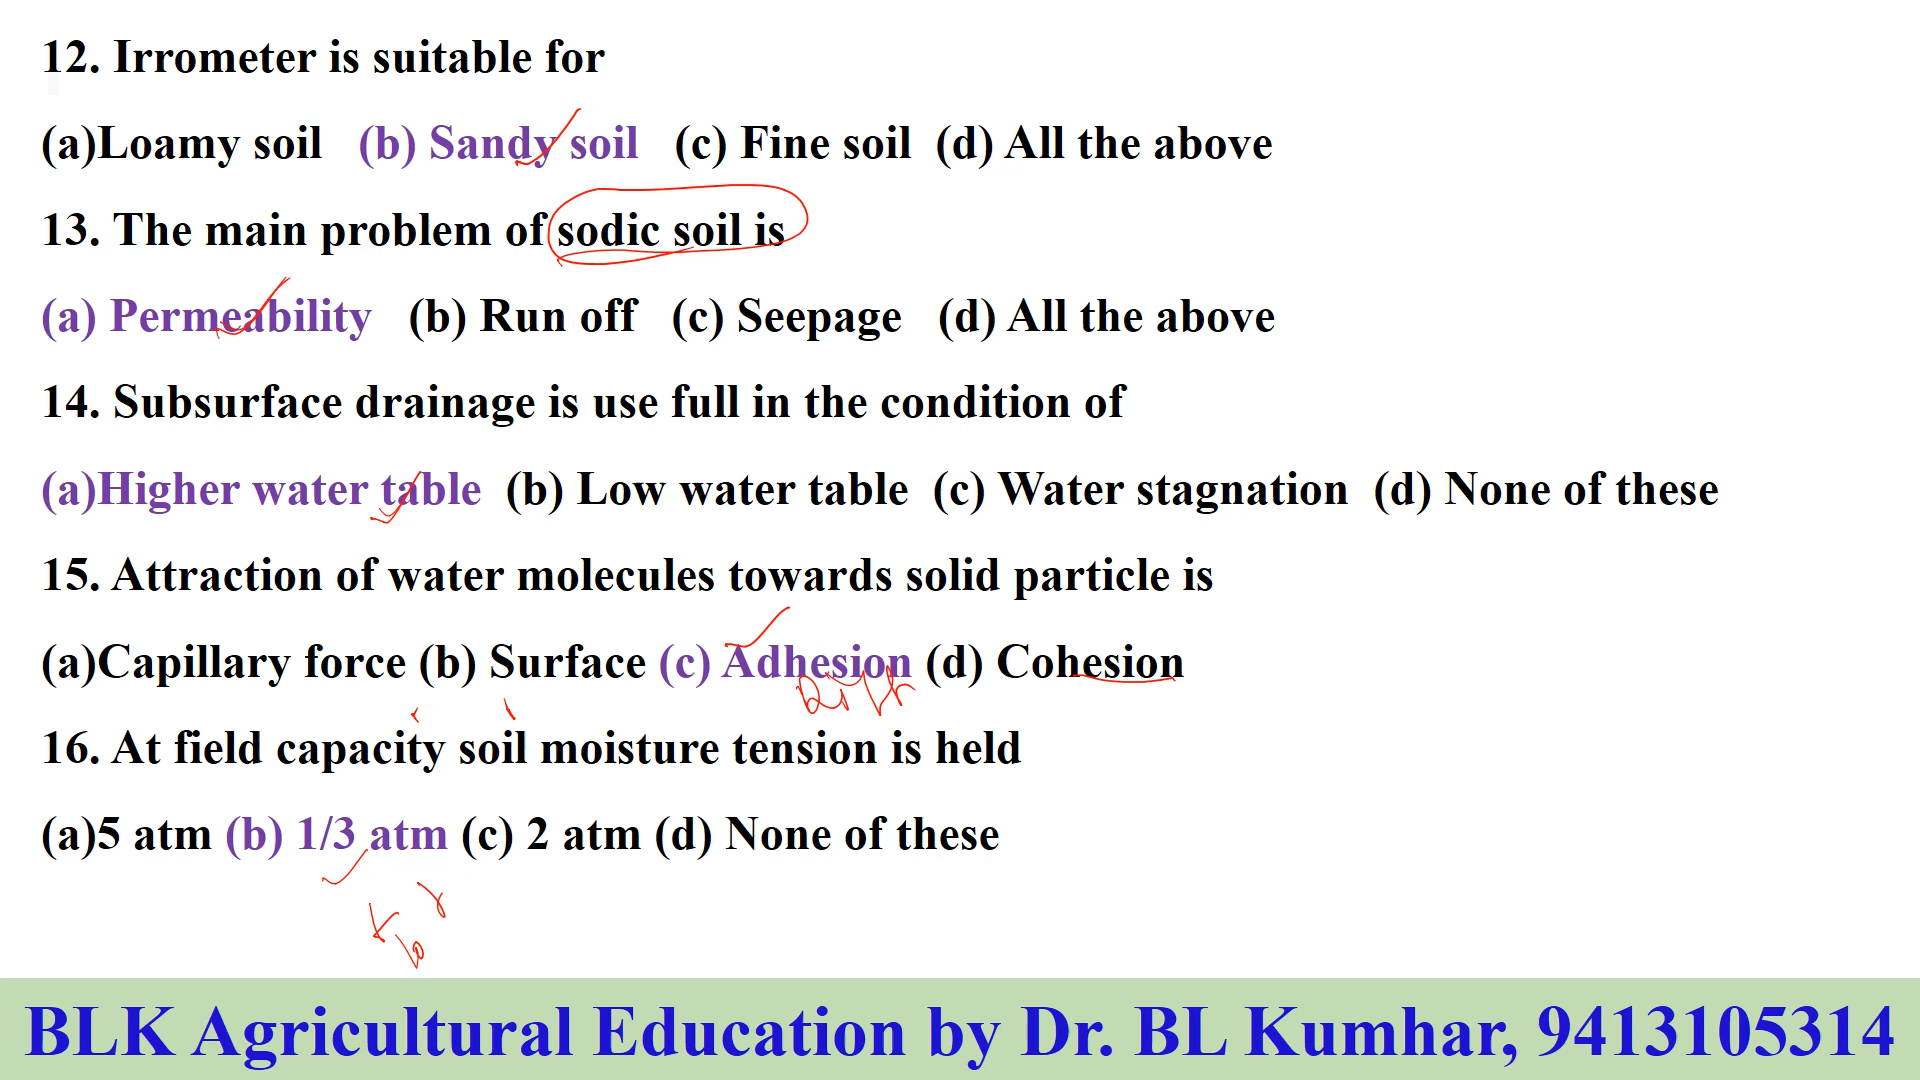 12. Irrometer is suitable for
(a)Loamy soil (b) Sandy soil (c) Fine soil (d) All the above
13. The main problem of sodic soil is
(a) Permeability (b) Run off (c) Seepage (d) All the above
14. Subsurface drainage is use full in the condition of
(a)Higher water table (b) Low water table (c) Water stagnation (d) None of these
15. Attraction of water molecules towards solid particle is
(a)Capillary force (b) Surface (c) Adhesion (d) Cohesion
16. At field capacity soil moisture tension is held
(a)5 atm (b) 1/3 atm (c) 2 atm (d) None of these
BLK Agricultural Education by Dr. BL Kumhar, 9413105314